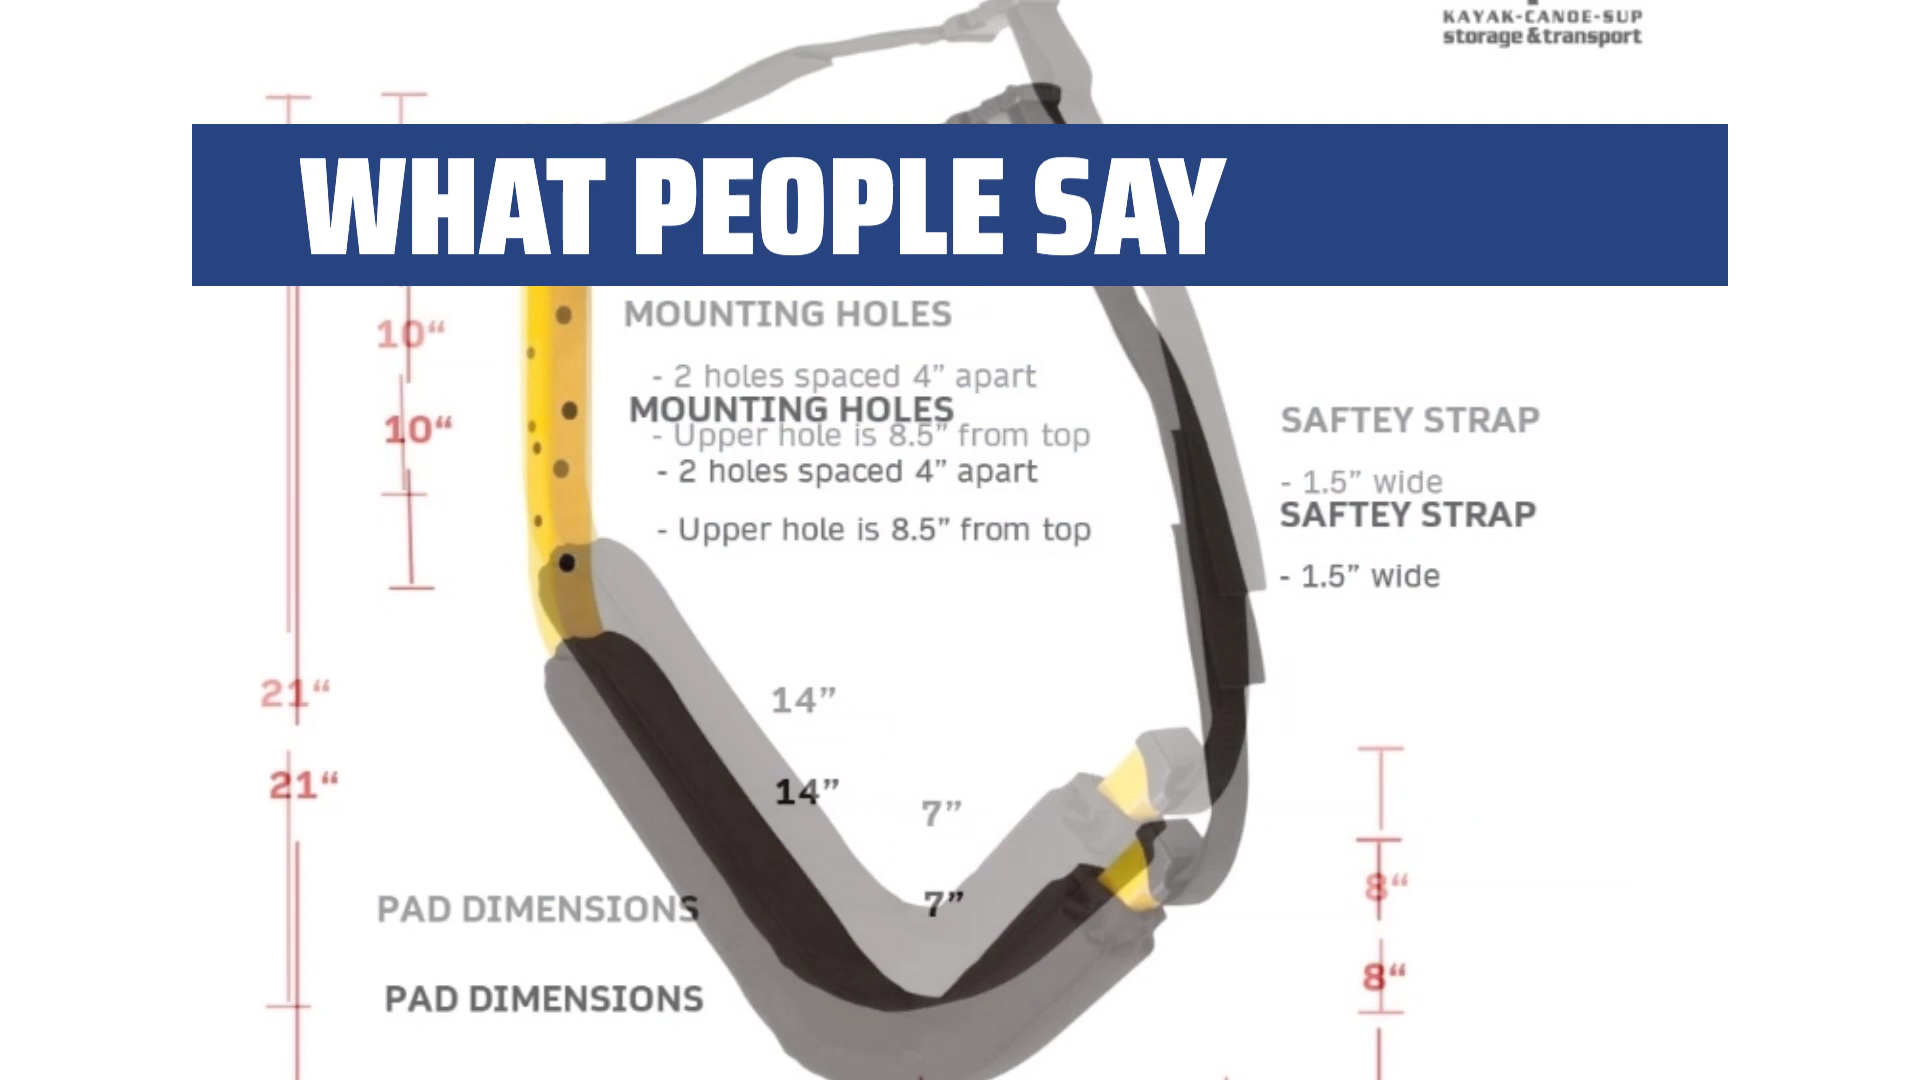 KAYAK-CANOE-SUP
storage & transport
WHAT PEOPLE SAY
MOUNTING HOLES
10“
- 2 holes spaced 4” apart
MOUNTING HOLES
SAFTEY STRAP
10“
- Upper hole is 8.5” from top
- 2 holes spaced 4” apart
- 1.5” wide
SAFTEY STRAP
- Upper hole is 8.5” from top
- 1.5” wide
21“
14”
21“
14”
7”
8“
7”
PAD DIMENSIONS
8“
PAD DIMENSIONS